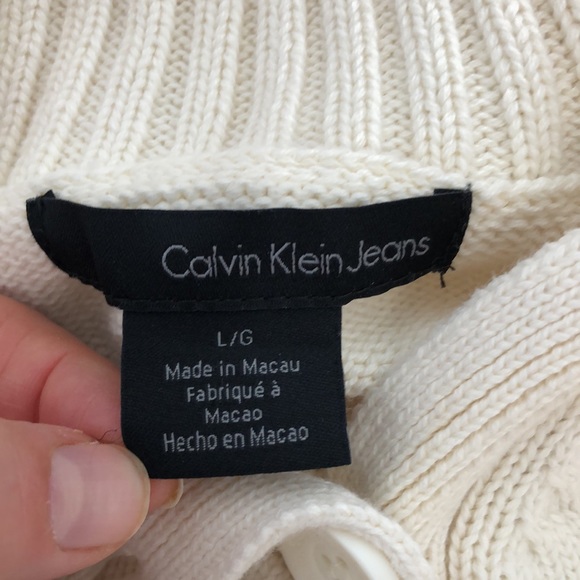 Calvin Klein Jeans
L/G
Made in Macau
Fabriqué à
Macao
Hecho en Macao